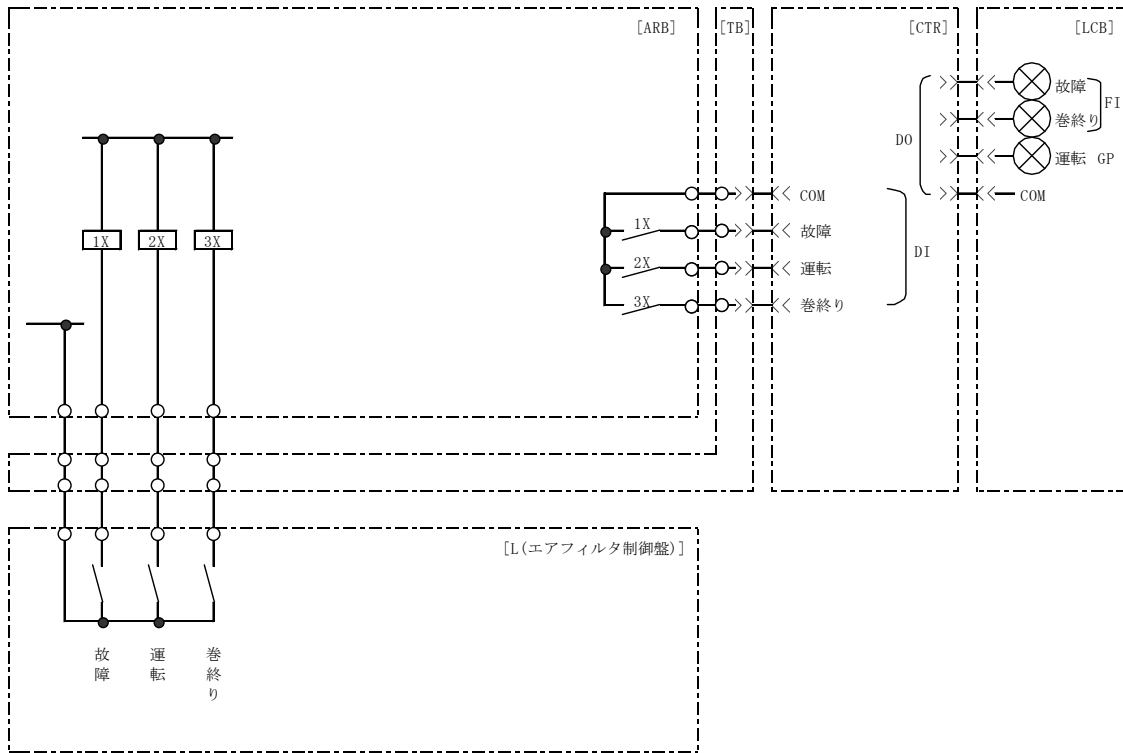 [ARB]
[TB]
[CTR]
[LCB]
故障
FI
巻終り
DO
運転 GP
COM
COM
1X
故障
1X
2X
3X
DI
2X
運転
3X
巻終り
[L(エアフィルタ制御盤)]
故障
運転
巻終り